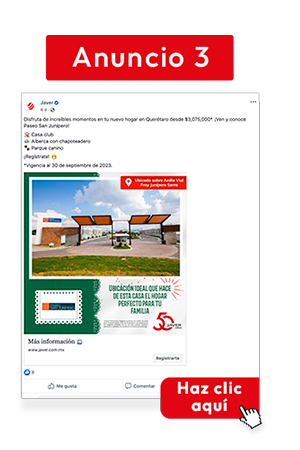 Anuncio 3
Javer
Disfruta de increíbles momentos en tu nuevo hogar en Querétaro desde $3,075,000*. ¡Ven y conoce
Paseo San Junípero!
Casa club
Alberca con chapoteadero
Parque canino
¡Regístrate!
*Vigencia al 30 de septiembre de 2023.
Ubicado sobre Anillo Vial
Fray Junípero Serra
UBICACIÓN IDEAL QUE HACE
DE ESTA CASA EL HOGAR
PERFECTO PARA TU
FAMILIA
50
JAVER
Más información
www.javer.com.mx
Registrarte
8
Me gusta
Comentar
Haz clic
aquí